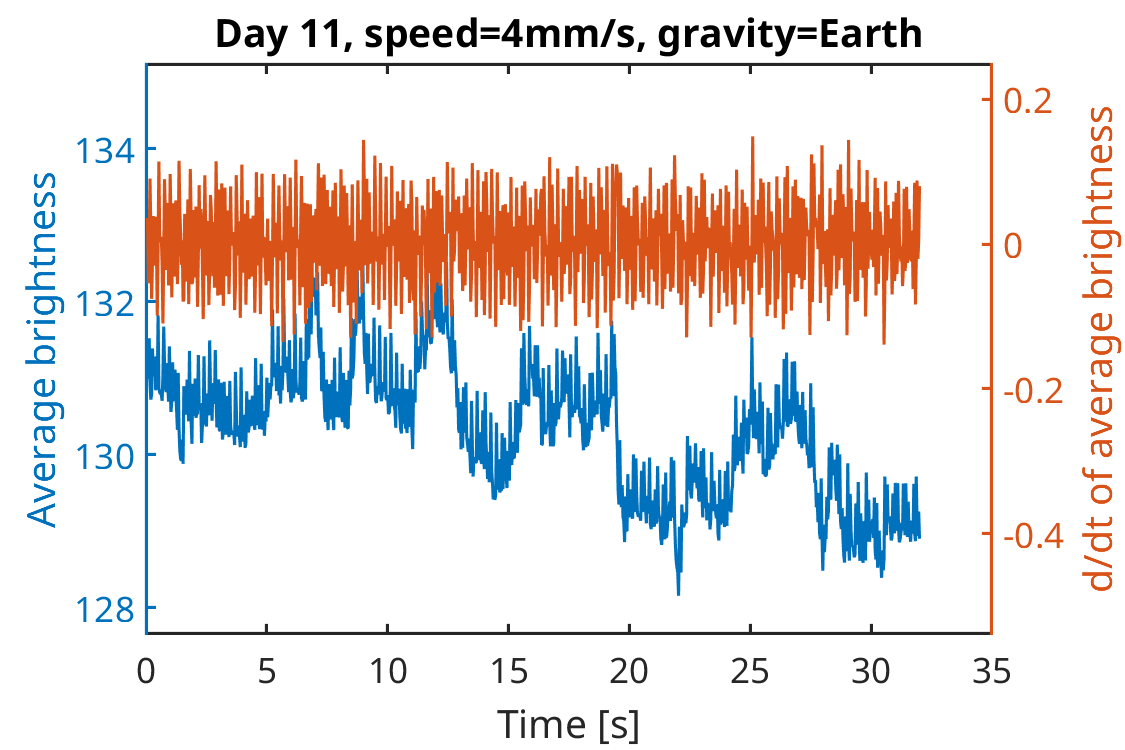 Day 11, speed=4mm/s, gravity=Earth
Average brightness
134
132
130
128
0.2
0
-0.2
-0.4
d/dt of average brightness
0 5 10 15 20 25 30 35
Time [s]